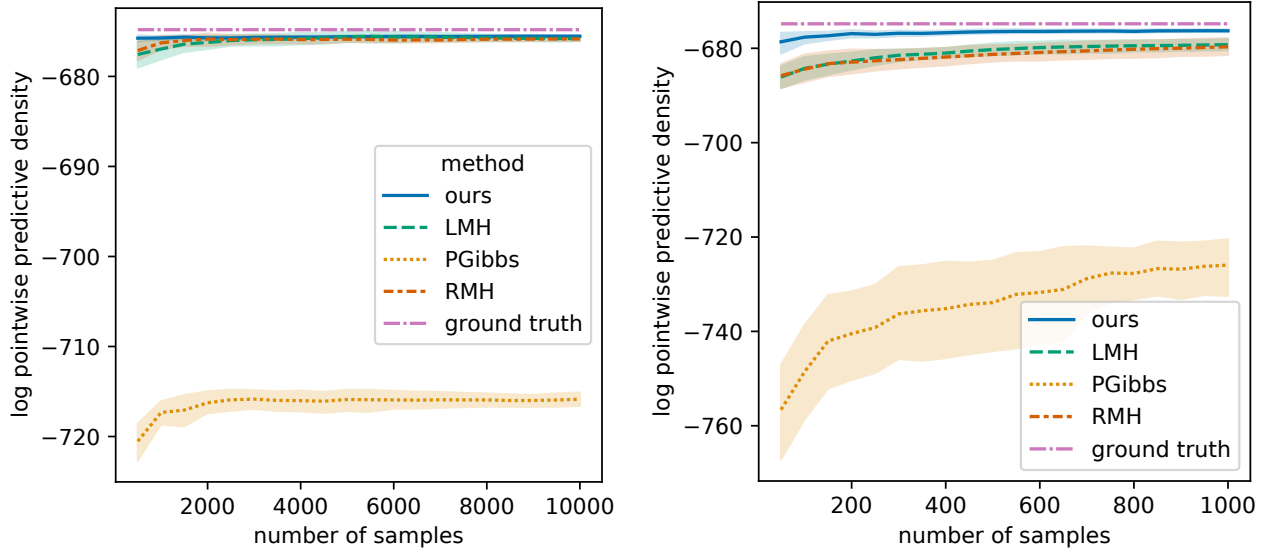 log pointwise predictive density
−680
−690
−700
−710
−720
2000
4000
6000
8000
10000
number of samples
method
ours
LMH
PGibbs
RMH
ground truth
log pointwise predictive density
−680
−700
−720
−740
−760
200
400
600
800
1000
number of samples
ours
LMH
PGibbs
RMH
ground truth